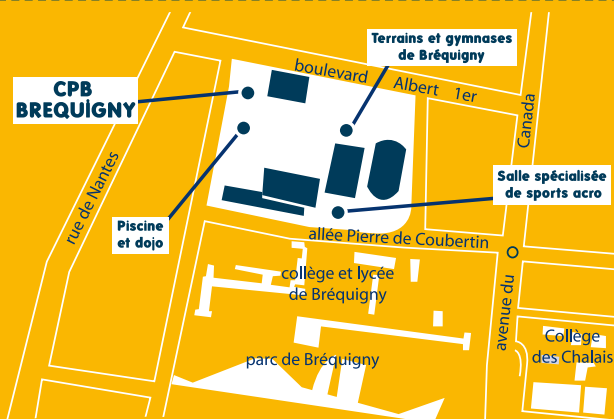 Terrains et gymnases
de Bréquigny
boulevard Albert 1er
CPB
BREQUIGNY
Canada
rue de Nantes
Salle spécialisée
de sports acro
Piscine
et dojo
allée Pierre de Coubertin
collège et lycée
de Bréquigny
avenue du
Collège
des Chalais
parc de Bréquigny